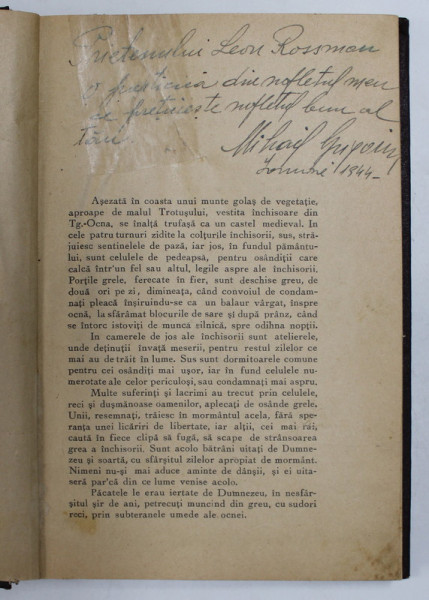 Prietenului Leon Rossman
o părticică din sufletul meu
ce prețuiește sufletul bun al
tău
Mihail
1944
Așezată în coasta unui munte golaș de vegetație,
aproape de malul Trotușului, vestita închisoare din
Tg.-Ocna, se înalță trufașă ca un castel medieval. In
cele patru turnuri zidite la colțurile închisorii, sus, stră-
juiesc sentinelele de pază, iar jos, în fundul pământu-
lui, sunt celulele de pedeapsă, pentru osândiții care
calcă într'un fel sau altul, legile aspre ale închisorii.
Porțile grele, ferecate în fier, sunt deschise greu, de
două ori pe zi, dimineața, când convoiul de condam-
nați pleacă înșiruindu-se ca un balaur vărgat, înspre
ocnă, la sfărâmat blocurile de sare și după prânz, când
se întorc istoviți de munca silnică, spre odihna nopții.
In camerele de jos ale închisorii sunt atelierele,
unde deținuții învață meserii, pentru restul zilelor ce
mai au de trăit în lume. Sus sunt dormitoarele comune
pentru cei osândiți mai ușor, iar în fund celulele nu-
merotate ale celor periculoși, sau condamnați mai aspru.
Multe suferinți și lacrimi au trecut prin celulele,
reci și dușmănoase oamenilor, aplecați de osânde grele.
Unii, resemnați, trăiesc în mormântul acela, fără spe-
ranța unei licăriri de libertate, iar alții, cei mai răi,
caută în fiece clipă să fugă, să scape de strânsoarea
grea a închisorii. Sunt acolo bătrâni uitați de Dumne-
zeu și soartă, cu sfârșitul zilelor apropiat de mormânt.
Nimeni nu-și mai aduce aminte de dânșii, și ei uita-
seră par'că din ce lume venise acolo.
Păcatele le erau iertate de Dumnezeu, în nesfâr-
șitul șir de ani, petrecuți muncind din greu, cu sudori
reci, prin subteranele umede ale ocnei.